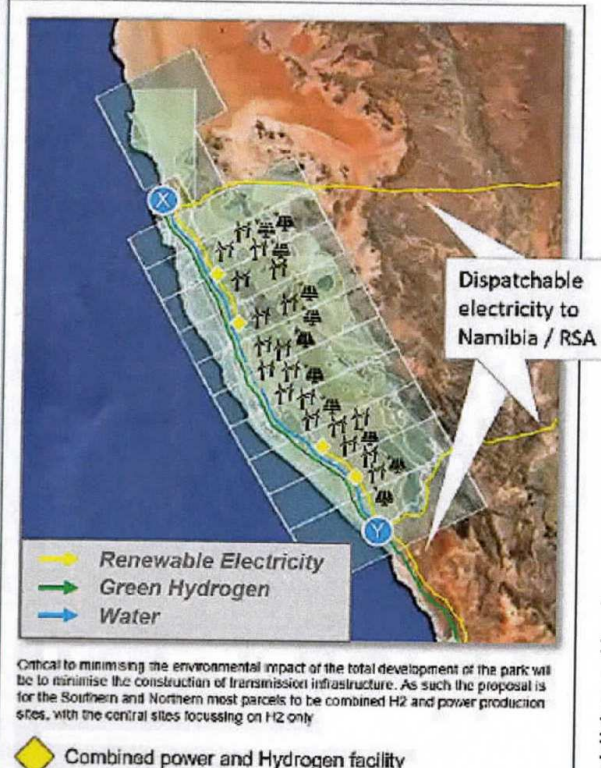 X
Dispatchable
electricity to
Namibia / RSA
Y
Renewable Electricity
Green Hydrogen
Water
Critical to minimising the environmental impact of the total development of the park will
be to minimise the construction of transmission infrastructure. As such the proposal is
for the Southern and Northern most parcels to be combined H2 and power production
sites, with the central sites focussing on H2 only
Combined power and Hydrogen facility